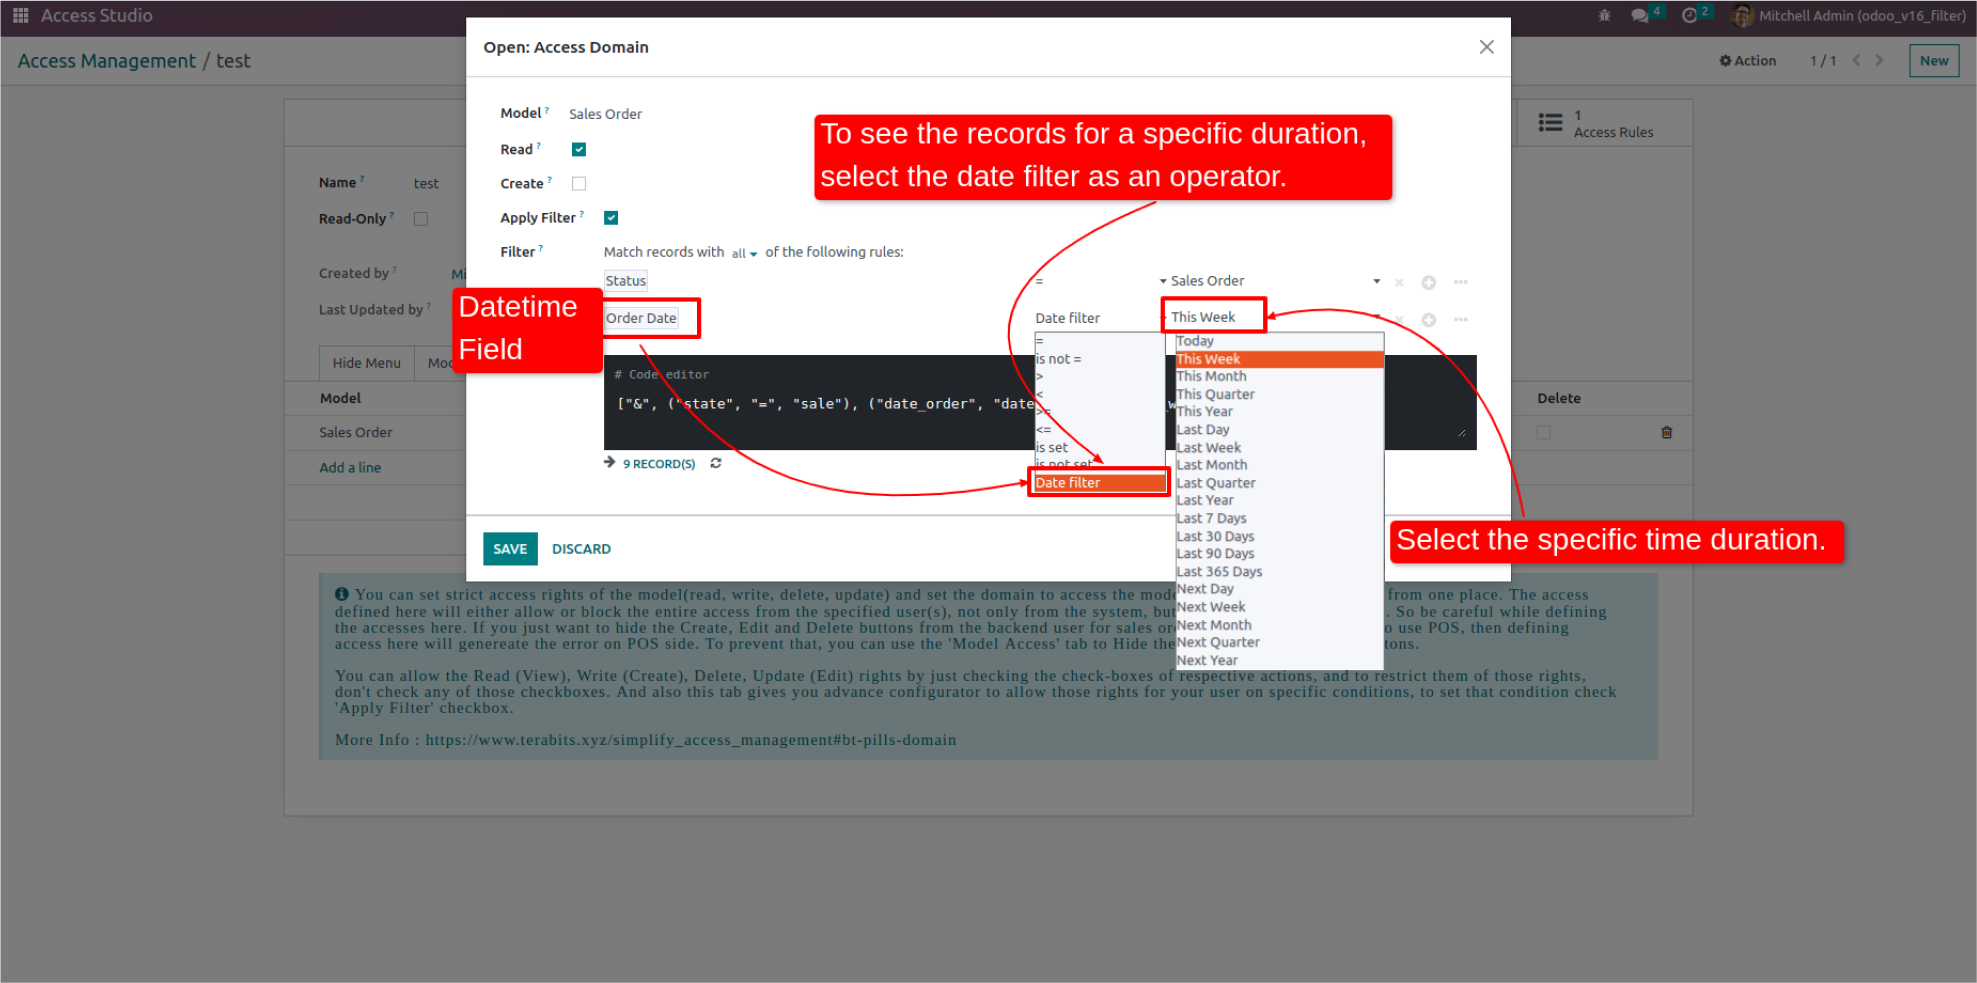 Access Studio
4
2
Mitchell Admin (odoo_v16_filter)
Access Management / test
Action
1 / 1
New
Open: Access Domain
1
Access Rules
Name ?
test
Read-Only ?
Created by ?
Mi
Last Updated by ?
Hide Menu
Model
Sales Order
Add a line
Delete
Model ?
Sales Order
Read ?
Create ?
Apply Filter ?
Filter ?
Match records with all of the following rules:
Status
=
Sales Order
Order Date
Date filter
This Week
To see the records for a specific duration,
select the date filter as an operator.
Datetime
Field
# Code editor
["&", ("state", "=", "sale"), ("date_order", "date
=
is not =
>
<
>=
<=
is set
is not set
Date filter
Today
This Week
This Month
This Quarter
This Year
Last Day
Last Week
Last Month
Last Quarter
Last Year
Last 7 Days
Last 30 Days
Last 90 Days
Last 365 Days
Next Day
Next Week
Next Month
Next Quarter
Next Year
9 RECORD(S)
Select the specific time duration.
SAVE
DISCARD
You can set strict access rights of the model(read, write, delete, update) and set the domain to access the mode from one place. The access
defined here will either allow or block the entire access from the specified user(s), not only from the system, but . So be careful while defining
the accesses here. If you just want to hide the Create, Edit and Delete buttons from the backend user for sales or o use POS, then defining
access here will genereate the error on POS side. To prevent that, you can use the 'Model Access' tab to Hide the tons.
You can allow the Read (View), Write (Create), Delete, Update (Edit) rights by just checking the check-boxes of respective actions, and to restrict them of those rights,
don't check any of those checkboxes. And also this tab gives you advance configurator to allow those rights for your user on specific conditions, to set that condition check
'Apply Filter' checkbox.
More Info : https://www.terabits.xyz/simplify_access_management#bt-pills-domain